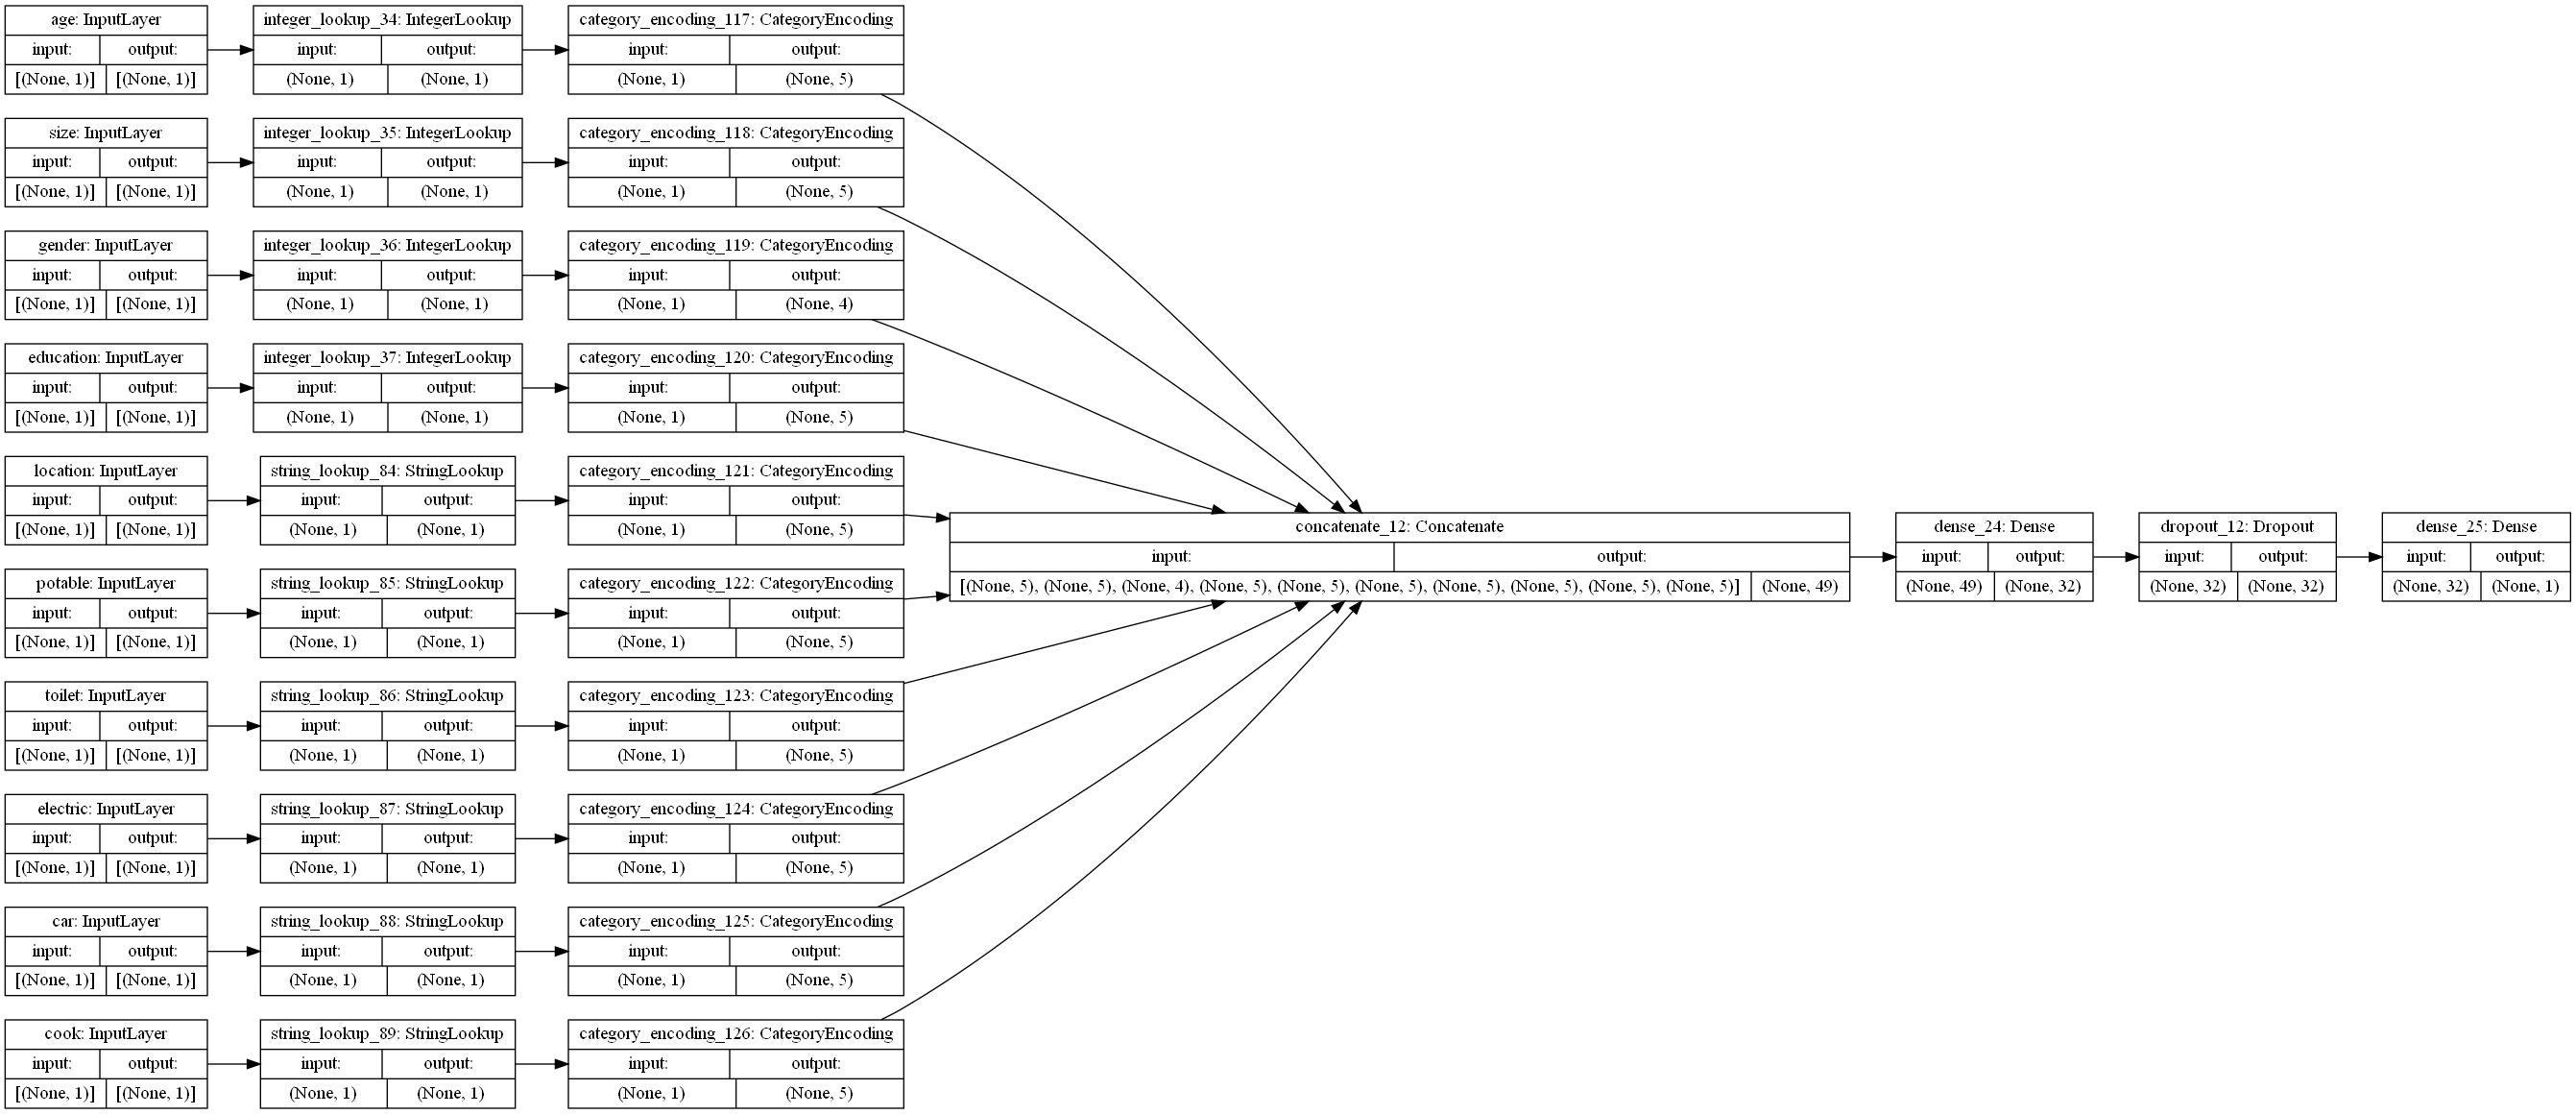 age: InputLayer
input: output:
[(None, 1)] [(None, 1)]
integer_lookup_34: IntegerLookup
input: output:
(None, 1) (None, 1)
category_encoding_117: CategoryEncoding
input: output:
(None, 1) (None, 5)
size: InputLayer
input: output:
[(None, 1)] [(None, 1)]
integer_lookup_35: IntegerLookup
input: output:
(None, 1) (None, 1)
category_encoding_118: CategoryEncoding
input: output:
(None, 1) (None, 5)
gender: InputLayer
input: output:
[(None, 1)] [(None, 1)]
integer_lookup_36: IntegerLookup
input: output:
(None, 1) (None, 1)
category_encoding_119: CategoryEncoding
input: output:
(None, 1) (None, 4)
education: InputLayer
input: output:
[(None, 1)] [(None, 1)]
integer_lookup_37: IntegerLookup
input: output:
(None, 1) (None, 1)
category_encoding_120: CategoryEncoding
input: output:
(None, 1) (None, 5)
location: InputLayer
input: output:
[(None, 1)] [(None, 1)]
string_lookup_84: StringLookup
input: output:
(None, 1) (None, 1)
category_encoding_121: CategoryEncoding
input: output:
(None, 1) (None, 5)
potable: InputLayer
input: output:
[(None, 1)] [(None, 1)]
string_lookup_85: StringLookup
input: output:
(None, 1) (None, 1)
category_encoding_122: CategoryEncoding
input: output:
(None, 1) (None, 5)
toilet: InputLayer
input: output:
[(None, 1)] [(None, 1)]
string_lookup_86: StringLookup
input: output:
(None, 1) (None, 1)
category_encoding_123: CategoryEncoding
input: output:
(None, 1) (None, 5)
electric: InputLayer
input: output:
[(None, 1)] [(None, 1)]
string_lookup_87: StringLookup
input: output:
(None, 1) (None, 1)
category_encoding_124: CategoryEncoding
input: output:
(None, 1) (None, 5)
car: InputLayer
input: output:
[(None, 1)] [(None, 1)]
string_lookup_88: StringLookup
input: output:
(None, 1) (None, 1)
category_encoding_125: CategoryEncoding
input: output:
(None, 1) (None, 5)
cook: InputLayer
input: output:
[(None, 1)] [(None, 1)]
string_lookup_89: StringLookup
input: output:
(None, 1) (None, 1)
category_encoding_126: CategoryEncoding
input: output:
(None, 1) (None, 5)
concatenate_12: Concatenate
input: output:
[(None, 5), (None, 5), (None, 4), (None, 5), (None, 5), (None, 5), (None, 5), (None, 5), (None, 5), (None, 5)] (None, 49)
dense_24: Dense
input: output:
(None, 49) (None, 32)
dropout_12: Dropout
input: output:
(None, 32) (None, 32)
dense_25: Dense
input: output:
(None, 32) (None, 1)